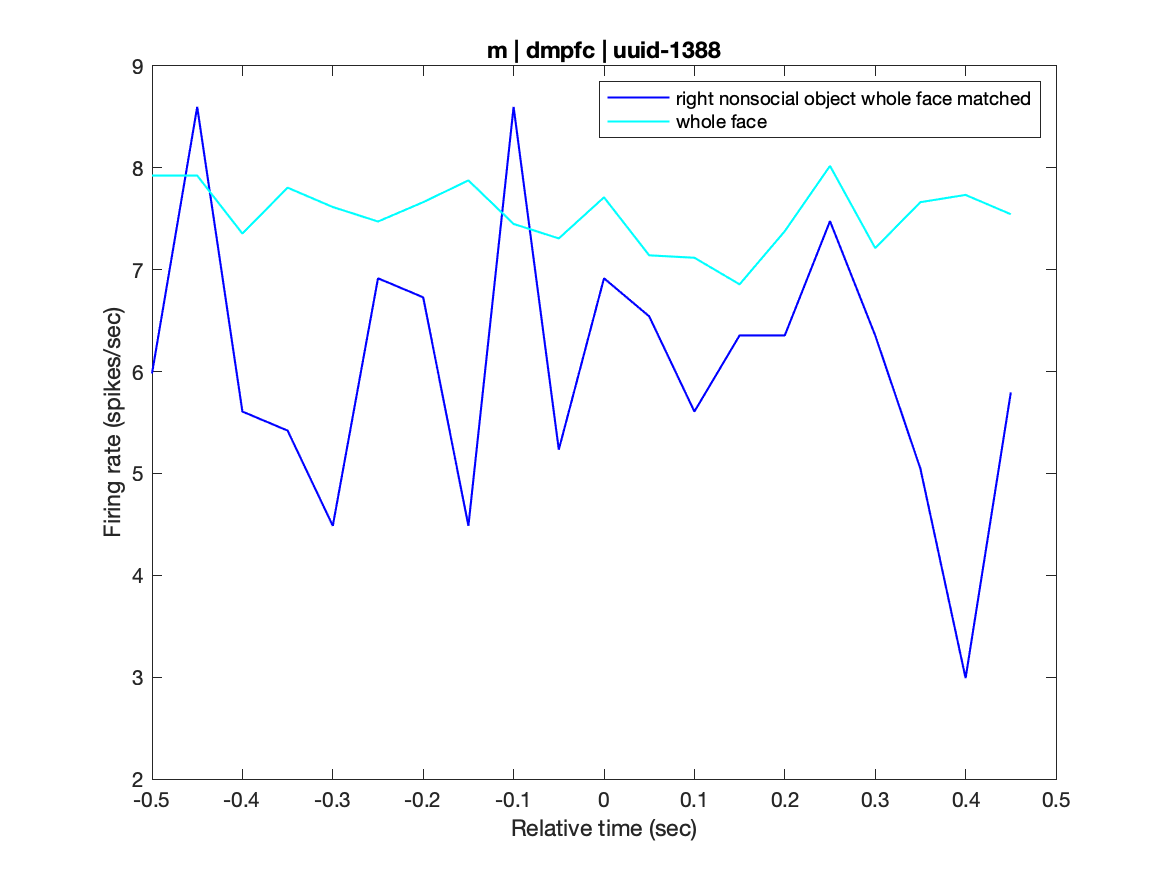 m | dmpfc | uuid-1388
right nonsocial object whole face matched
whole face
9
8
7
6
5
4
3
2
Firing rate (spikes/sec)
-0.5 -0.4 -0.3 -0.2 -0.1 0 0.1 0.2 0.3 0.4 0.5
Relative time (sec)